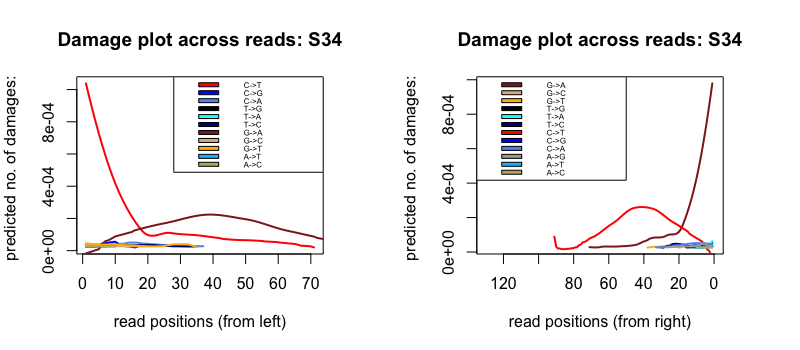 Damage plot across reads: S34
predicted no. of damages:
8e-04
4e-04
0e+00
C->T
C->G
C->A
T->G
T->A
T->C
G->A
G->C
G->T
A->T
A->C
0 10 20 30 40 50 60 70
read positions (from left)
Damage plot across reads: S34
predicted no. of damages:
8e-04
4e-04
0e+00
G->A
G->C
G->T
T->G
T->A
T->C
C->T
C->G
C->A
A->G
A->T
A->C
120 80 60 40 20 0
read positions (from right)